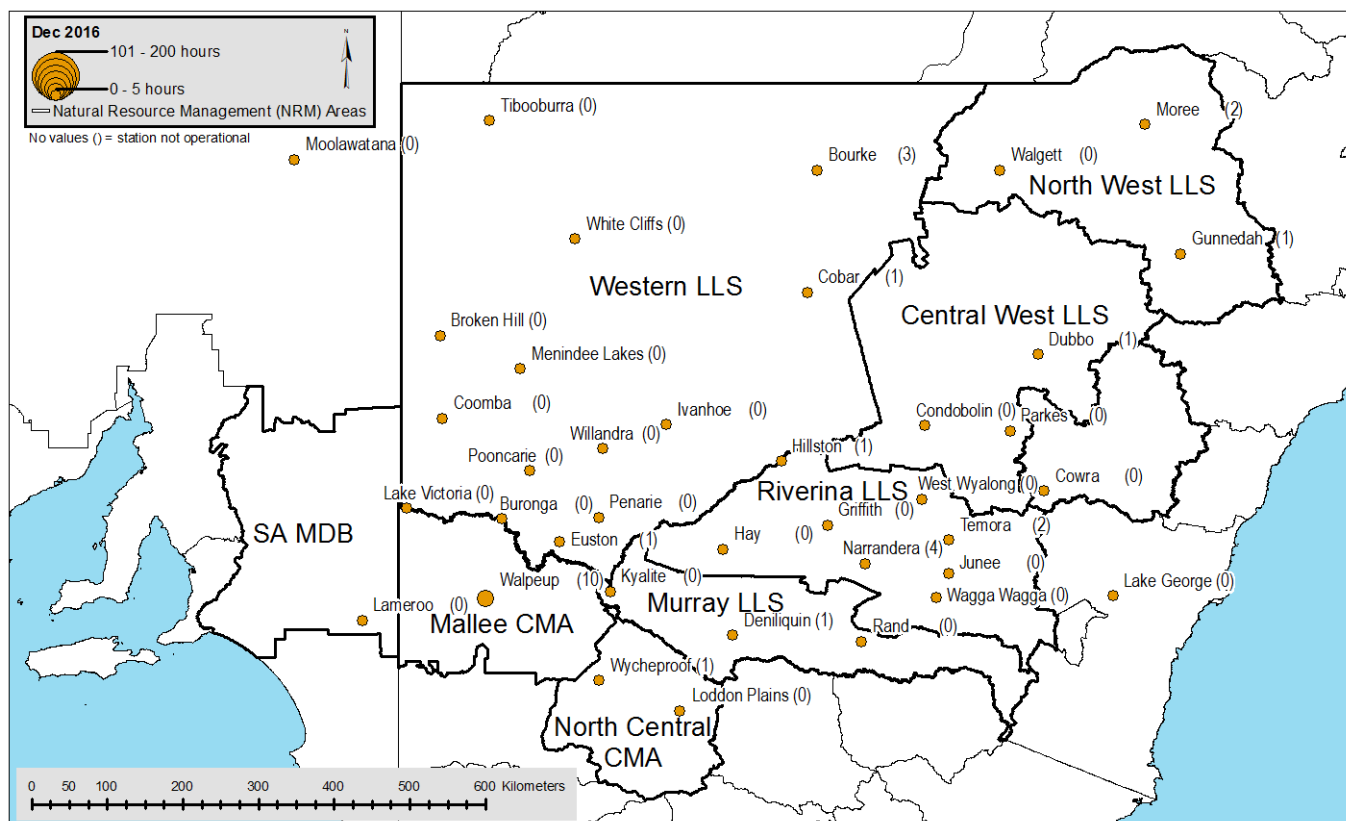 Dec 2016
N
101 - 200 hours
0 - 5 hours
Natural Resource Management (NRM) Areas
No values () = station not operational
Tibooburra (0)
Moree (2)
Moolawatana (0)
Bourke (3)
Walgett (0)
North West LLS
White Cliffs (0)
Gunnedah (1)
Cobar (1)
Western LLS
Central West LLS
Broken Hill (0)
Dubbo (1)
Menindee Lakes (0)
Coomba (0)
Ivanhoe (0)
Condobolin (0)
Parkes (0)
Willandra (0)
Hillston (1)
Pooncarie (0)
Cowra (0)
West Wyalong (0)
Riverina LLS
Lake Victoria (0)
Buronga (0)
Penarie (0)
Griffith (0)
Temora (2)
SA MDB
Hay (0)
Euston (1)
Narrandera (4)
Junee (0)
Walpeup (10)
Kyalite (0)
Lake George (0)
Wagga Wagga (0)
Murray LLS
Lameroo (0)
Mallee CMA
Deniliquin (1)
Rand (0)
Wycheproof (1)
Loddon Plains (0)
North Central
CMA
0 50 100 200 300 400 500 600 Kilometers